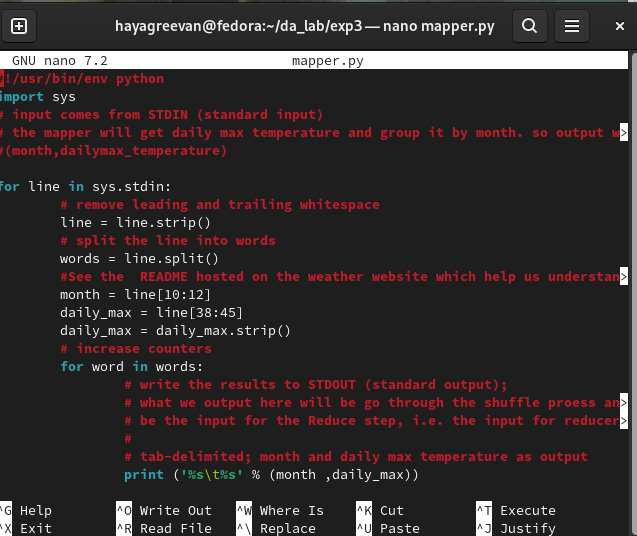 hayagreevan@fedora:~/da_lab/exp3 — nano mapper.py
GNU nano 7.2 mapper.py
#!/usr/bin/env python
import sys
# input comes from STDIN (standard input)
# the mapper will get daily max temperature and group it by month. so output w>
#(month,dailymax_temperature)

for line in sys.stdin:
        # remove leading and trailing whitespace
        line = line.strip()
        # split the line into words
        words = line.split()
        #See the  README hosted on the weather website which help us understan>
        month = line[10:12]
        daily_max = line[38:45]
        daily_max = daily_max.strip()
        # increase counters
        for word in words:
                # write the results to STDOUT (standard output);
                # what we output here will be go through the shuffle proess an>
                # be the input for the Reduce step, i.e. the input for reducer>
                #
                # tab-delimited; month and daily max temperature as output
                print ('%s\t%s' % (month ,daily_max))

^G Help ^O Write Out ^W Where Is ^K Cut ^T Execute
^X Exit ^R Read File ^\ Replace ^U Paste ^J Justify